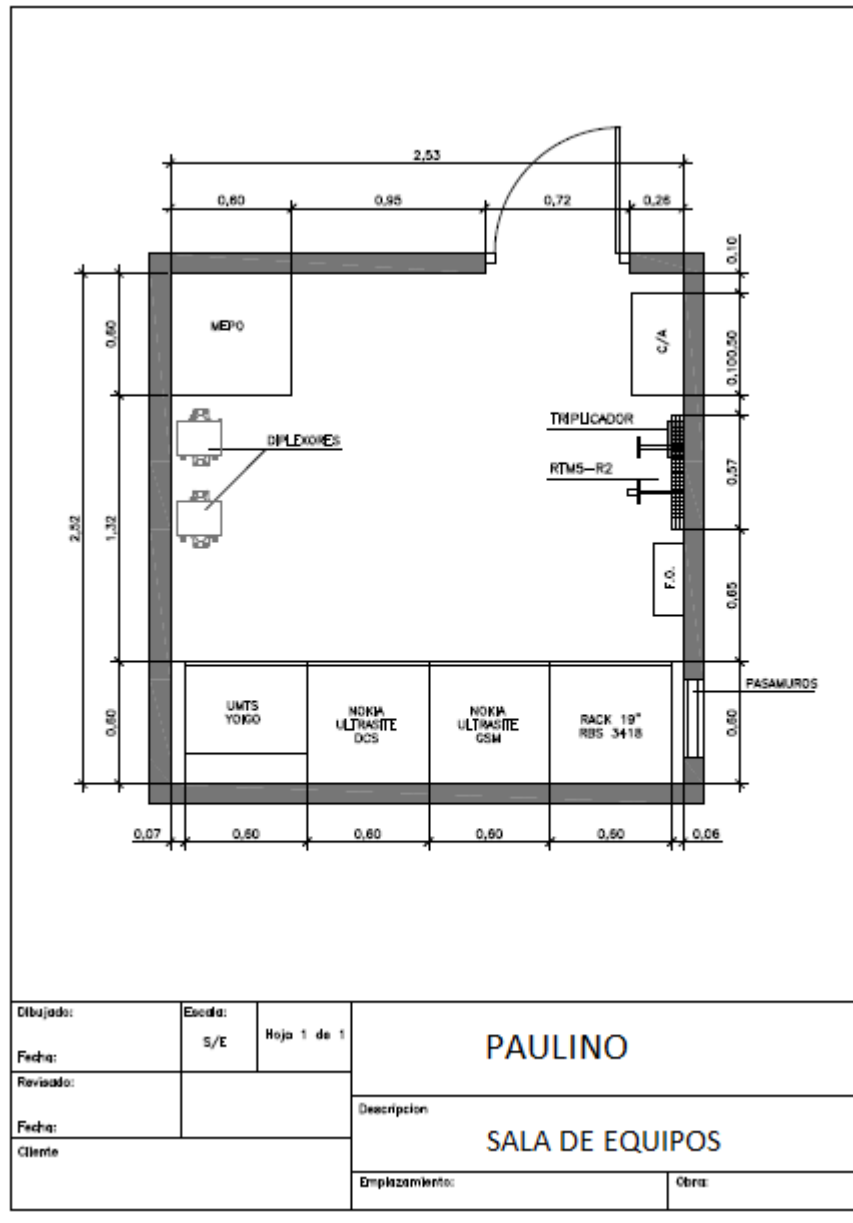 2,53
0,60
0,95
0,72
0,26
0,10
MEPO
C/A
0,60
0,10
0,50
TRIPLICADOR
DIPLEXORES
RTM5-R2
0,57
2,52
1,32
F.O.
0,65
PASAMUROS
UMTS
YOIGO
NOKIA
ULTRASITE
DCS
NOKIA
ULTRASITE
GSM
RACK 19"
RBS 3418
0,60
0,60
0,07
0,60
0,60
0,60
0,60
0,06
Dibujado:
Fecha:
Escala:
S/E
Hoja 1 de 1
PAULINO
Revisado:
Fecha:
Descripcion
SALA DE EQUIPOS
Cliente
Emplazamiento:
Obra: